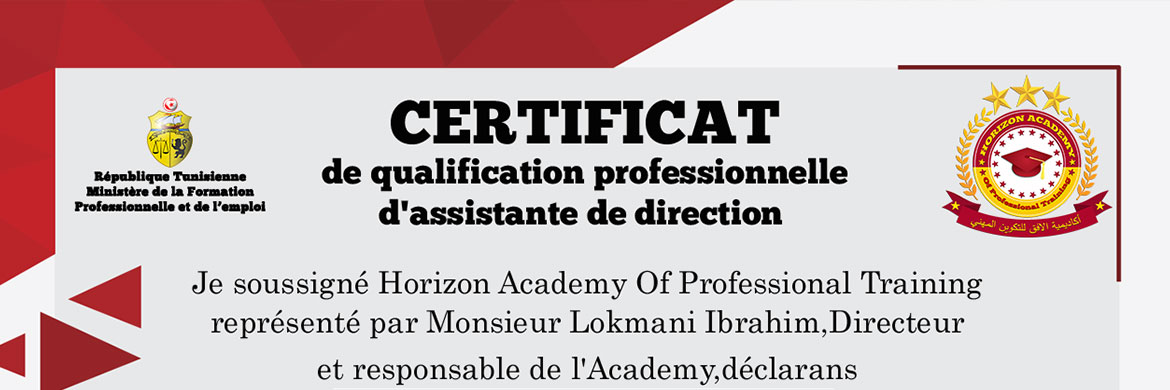 République Tunisienne
Ministère de la Formation
Professionnelle et de l'emploi
CERTIFICAT
de qualification professionnelle
d'assistante de direction
HORIZON ACADEMY
Of Professional Training
أكاديمية الافق للتكوين المهني
Je soussigné Horizon Academy Of Professional Training
représenté par Monsieur Lokmani Ibrahim,Directeur
et responsable de l'Academy,déclarans